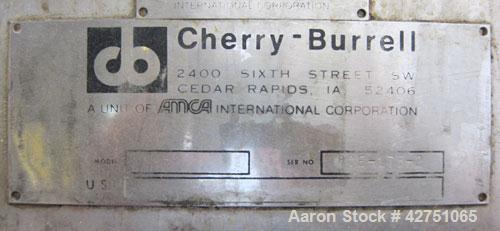 INTERNATIONAL CORPORATION
cb Cherry-Burrell
2400 SIXTH STREET SW
CEDAR RAPIDS, IA 52406
A UNIT OF AMCA INTERNATIONAL CORPORATION
MODEL
SER NO
U S
Aaron Stock # 42751065